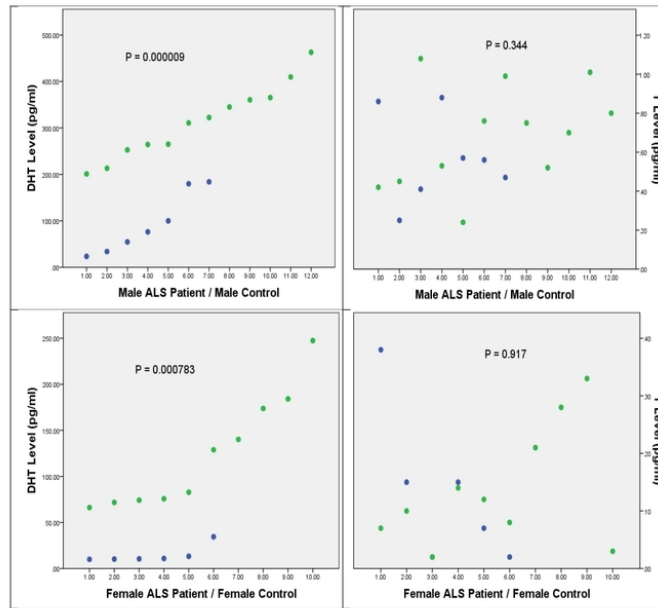 DHT Level (pg/ml)
500.00
400.00
300.00
200.00
100.00
.00
P = 0.000009
1.00 2.00 3.00 4.00 5.00 6.00 7.00 8.00 9.00 10.00 11.00 12.00
Male ALS Patient / Male Control
P = 0.344
1.20
1.00
.80
.60
.40
.20
.00
Level (pg/ml)
1.00 2.00 3.00 4.00 5.00 6.00 7.00 8.00 9.00 10.00 11.00 12.00
Male ALS Patient / Male Control
DHT Level (pg/ml)
250.00
200.00
150.00
100.00
50.00
.00
P = 0.000783
1.00 2.00 3.00 4.00 5.00 6.00 7.00 8.00 9.00 10.00
Female ALS Patient / Female Control
P = 0.917
.40
.30
.20
.10
.00
Level (pg/ml)
1.00 2.00 3.00 4.00 5.00 6.00 7.00 8.00 9.00 10.00
Female ALS Patient / Female Control